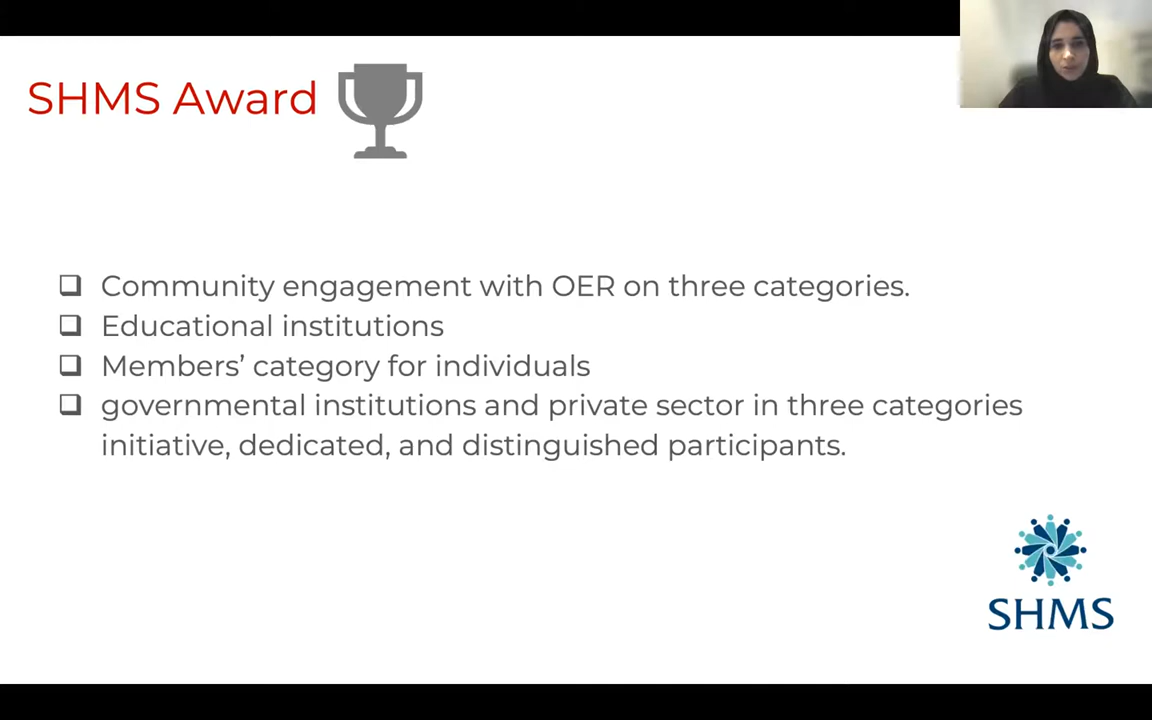 SHMS Award
Community engagement with OER on three categories.
Educational institutions
Members’ category for individuals
governmental institutions and private sector in three categories
initiative, dedicated, and distinguished participants.
SHMS